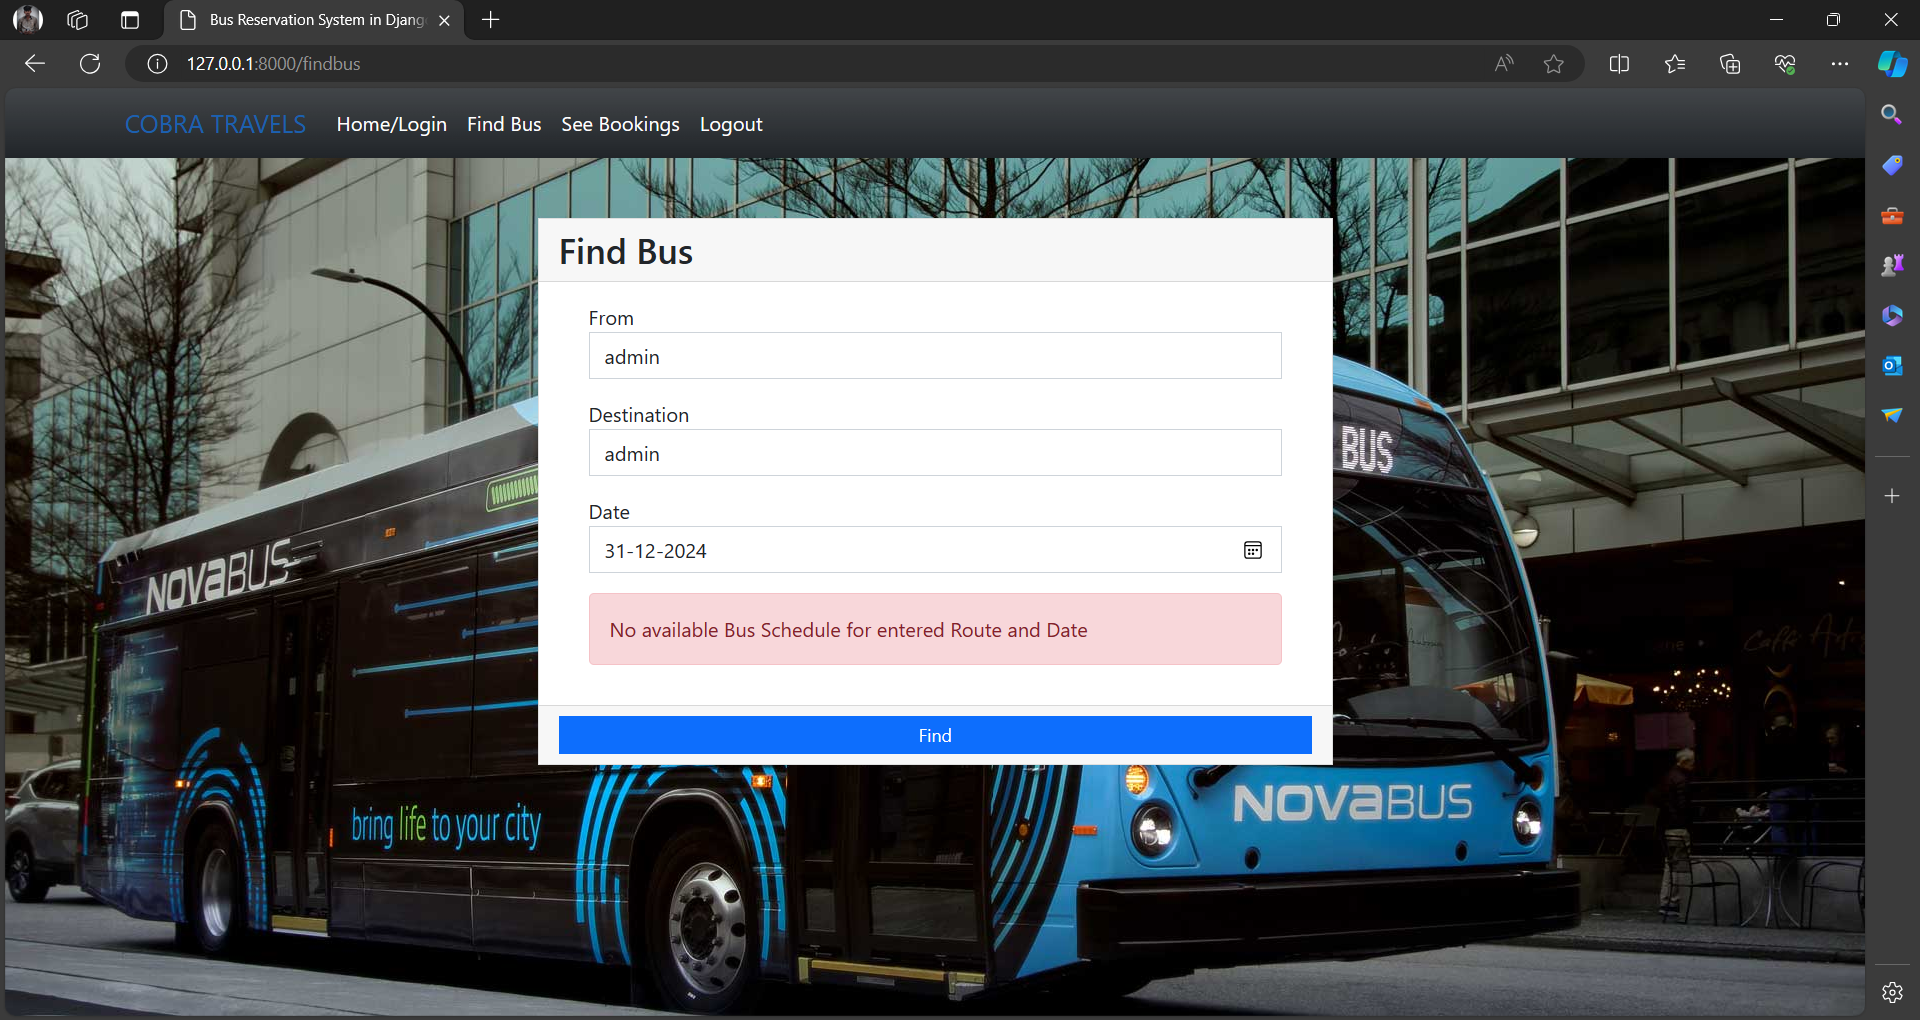 Bus Reservation System in Djang
127.0.0.1:8000/findbus
COBRA TRAVELS Home/Login Find Bus See Bookings Logout
Find Bus
From
admin
Destination
admin
BUS
Date
31-12-2024
NOVABUS
No available Bus Schedule for entered Route and Date
Find
NOVABUS
bring life to your city